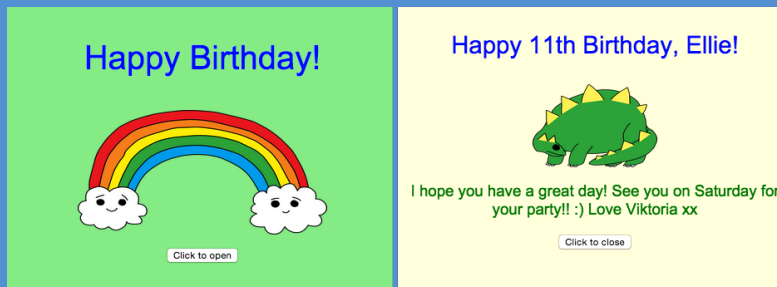 Happy Birthday!
Click to open
Happy 11th Birthday, Ellie!
I hope you have a great day! See you on Saturday for
your party!! :) Love Viktoria xx
Click to close